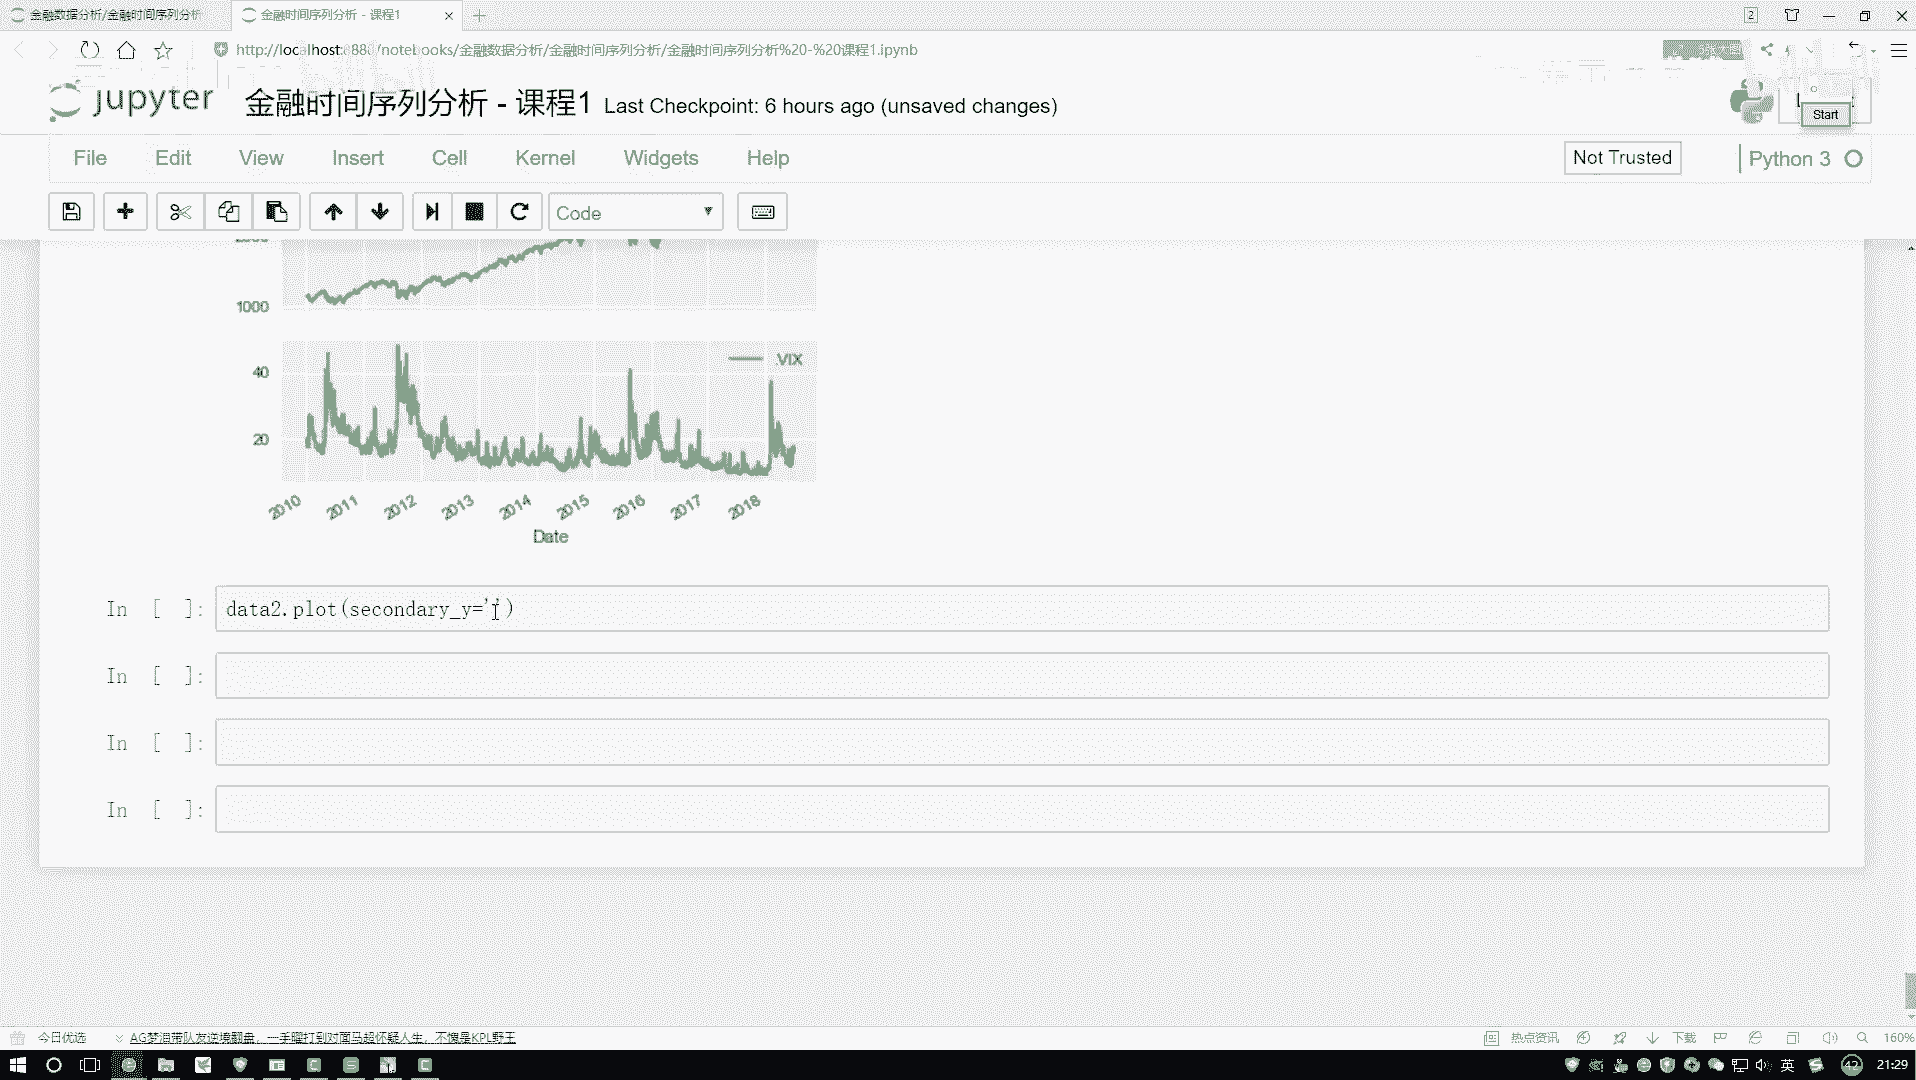 金融数据分析/金融时间序列分析
金融时间序列分析 - 课程1
2
/notebooks/金融数据分析/金融时间序列分析/金融时间序列分析%20-%20课程1.ipynb
jupyter
金融时间序列分析 - 课程1 Last Checkpoint: 6 hours ago (unsaved changes)
Start
File Edit View Insert Cell Kernel Widgets Help
Not Trusted
Python 3
Code
1000
.VIX
40
20
2010 2011 2012 2013 2014 2015 2016 2017 2018
Date
In [ ]: data2.plot(secondary_y='')
In [ ]:
In [ ]:
In [ ]:
今日优选
AG梦泪带队友逆境翻盘，一手曜打到对面马超怀疑人生，不愧是KPL野王
热点资讯
下载
160%
英
42
21:29